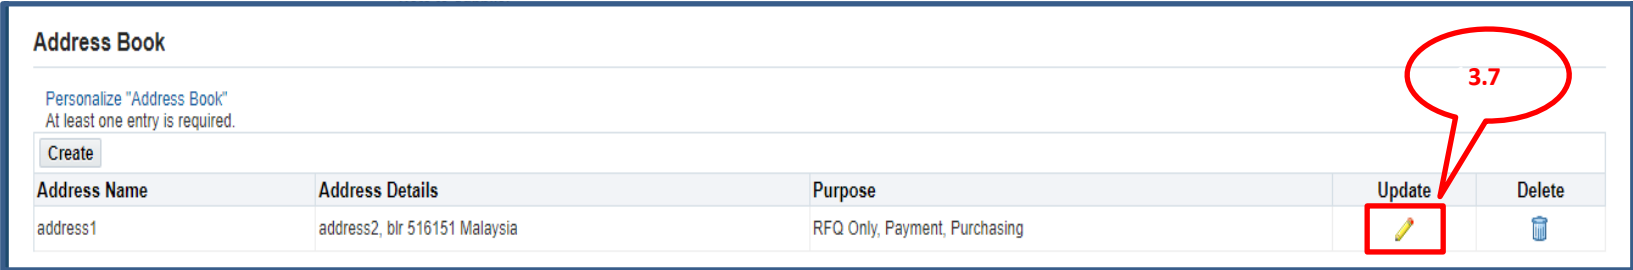 Address Book
3.7
Personalize "Address Book"
At least one entry is required.
Create
Address Name Address Details Purpose Update Delete
address1 address2, blr 516151 Malaysia RFQ Only, Payment, Purchasing